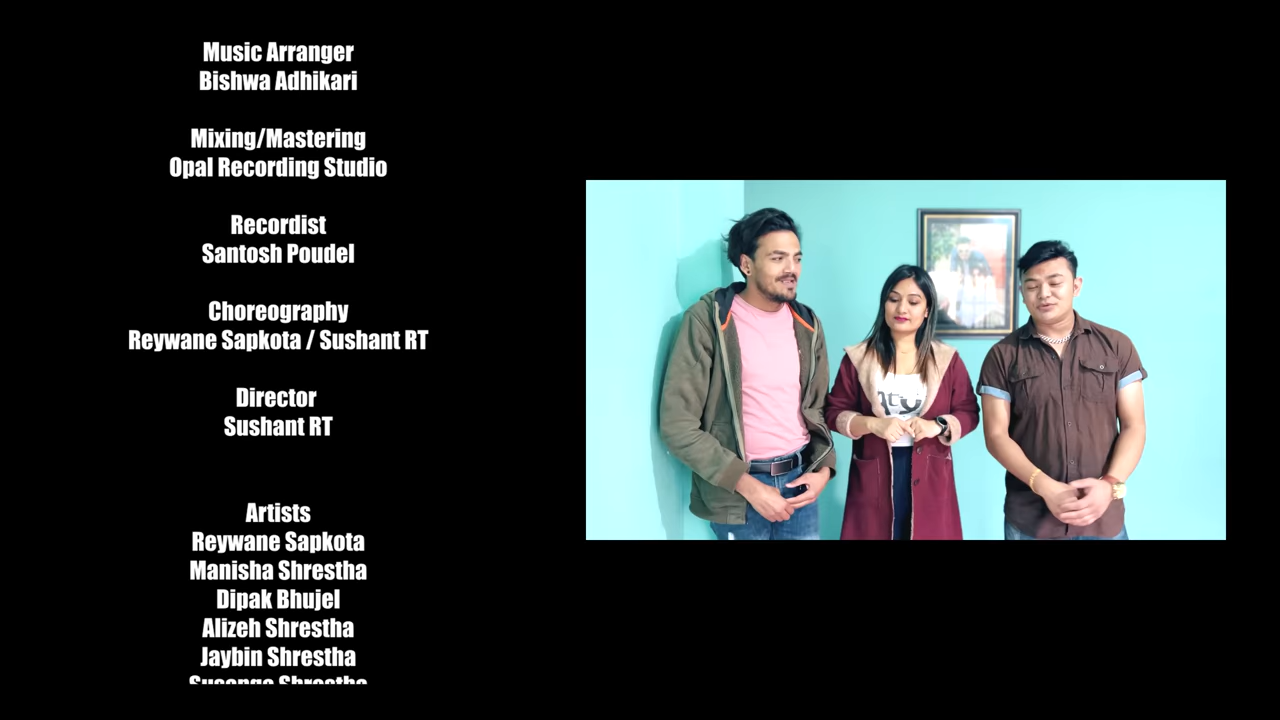 Music Arranger
Bishwa Adhikari
Mixing/Mastering
Opal Recording Studio
Recordist
Santosh Poudel
Choreography
Reywane Sapkota / Sushant RT
Director
Sushant RT
Artists
Reywane Sapkota
Manisha Shrestha
Dipak Bhujel
Alizeh Shrestha
Jaybin Shrestha
Shrestha